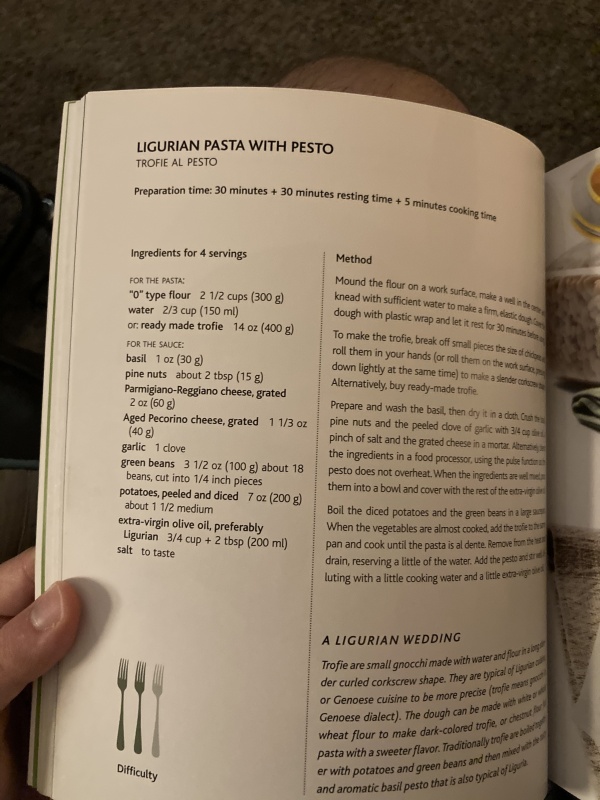 LIGURIAN PASTA WITH PESTO
TROFIE AL PESTO
Preparation time: 30 minutes + 30 minutes resting time + 5 minutes cooking time
Ingredients for 4 servings
FOR THE PASTA:
"0" type flour 2 1/2 cups (300 g)
water 2/3 cup (150 ml)
or: ready made trofie 14 oz (400 g)
FOR THE SAUCE:
basil 1 oz (30 g)
pine nuts about 2 tbsp (15 g)
Parmigiano-Reggiano cheese, grated
2 oz (60 g)
Aged Pecorino cheese, grated 1 1/3 oz
(40 g)
garlic 1 clove
green beans 3 1/2 oz (100 g) about 18
beans, cut into 1/4 inch pieces
potatoes, peeled and diced 7 oz (200 g)
about 1 1/2 medium
extra-virgin olive oil, preferably
Ligurian 3/4 cup + 2 tbsp (200 ml)
salt to taste
Difficulty
Method
Mound the flour on a work surface, make a well in the
knead with sufficient water to make a firm, elastic dough.
dough with plastic wrap and let it rest for 30 minutes
To make the trofie, break off small pieces the size of
roll them in your hands (or roll them on the work surface,
down lightly at the same time) to make a slender corkscrew
Alternatively, buy ready-made trofie.
Prepare and wash the basil, then dry it in a cloth. Crush the
pine nuts and the peeled clove of garlic with 3/4 cup
pinch of salt and the grated cheese in a mortar. Alternatively,
the ingredients in a food processor, using the pulse function
pesto does not overheat. When the ingredients are well mixed,
them into a bowl and cover with the rest of the extra-virgin
Boil the diced potatoes and the green beans in a large
When the vegetables are almost cooked, add the trofie to the
pan and cook until the pasta is al dente. Remove from the heat
drain, reserving a little of the water. Add the pesto and stir
luting with a little cooking water and a little extra-virgin
A LIGURIAN WEDDING
Trofie are small gnocchi made with water and flour in a long
der curled corkscrew shape. They are typical of Ligurian
or Genoese cuisine to be more precise (trofie means gnocchi
Genoese dialect). The dough can be made with white or
wheat flour to make dark-colored trofie, or chestnut flour
pasta with a sweeter flavor. Traditionally trofie are boiled
er with potatoes and green beans and then mixed with the
and aromatic basil pesto that is also typical of Liguria.